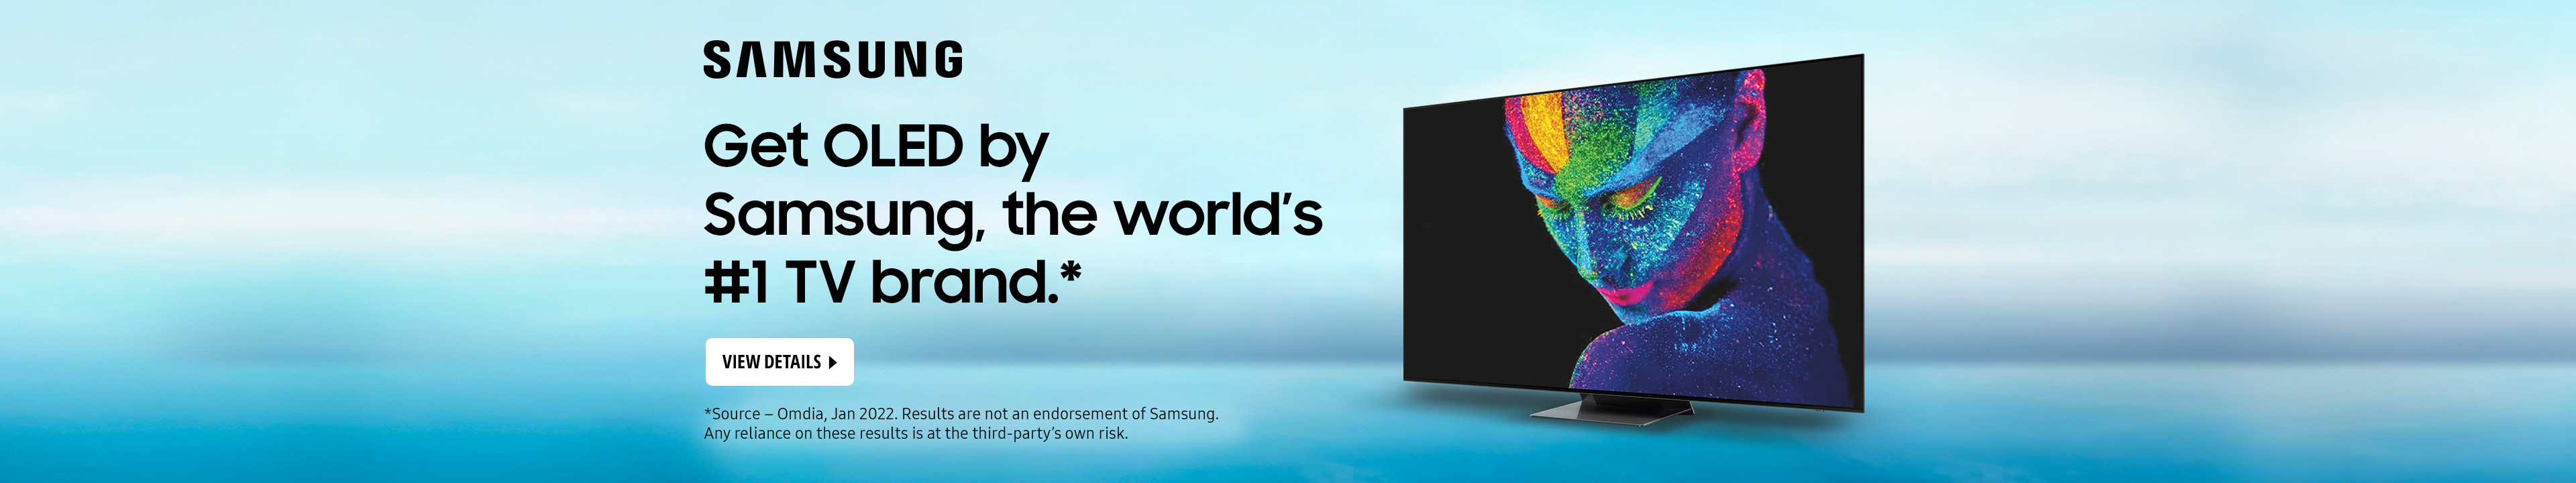 SAMSUNG
Get OLED by
Samsung, the world's
#1 TV brand.*
VIEW DETAILS
*Source – Omdia, Jan 2022. Results are not an endorsement of Samsung.
Any reliance on these results is at the third-party's own risk.